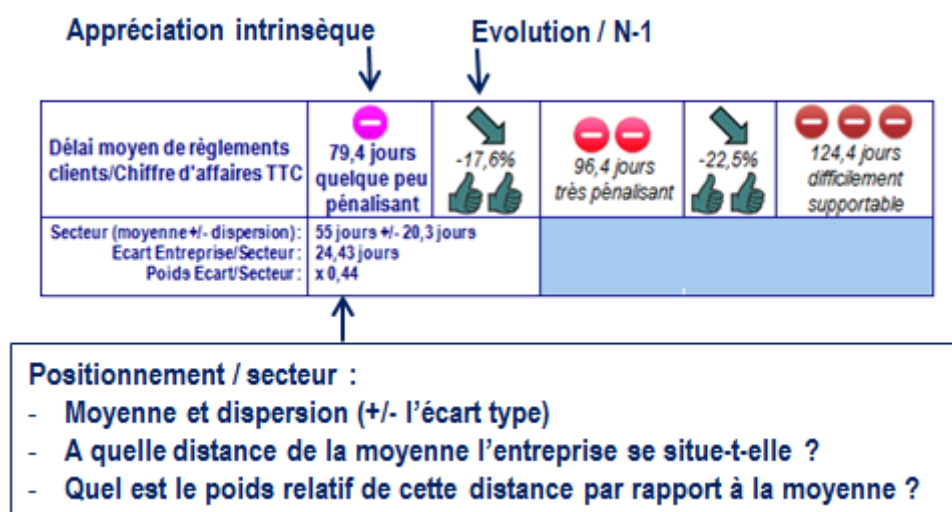 Appréciation intrinsèque
Evolution / N-1
Délai moyen de règlements
clients/Chiffre d'affaires TTC
79,4 jours
quelque peu
pénalisant
-17,6%
96,4 jours
très pénalisant
-22,5%
124,4 jours
difficilement
supportable
Secteur (moyenne +/- dispersion) : 55 jours +/- 20,3 jours
Ecart Entreprise/Secteur : 24,43 jours
Poids Ecart/Secteur : x 0,44
Positionnement / secteur :
- Moyenne et dispersion (+/- l'écart type)
- A quelle distance de la moyenne l'entreprise se situe-t-elle ?
- Quel est le poids relatif de cette distance par rapport à la moyenne ?